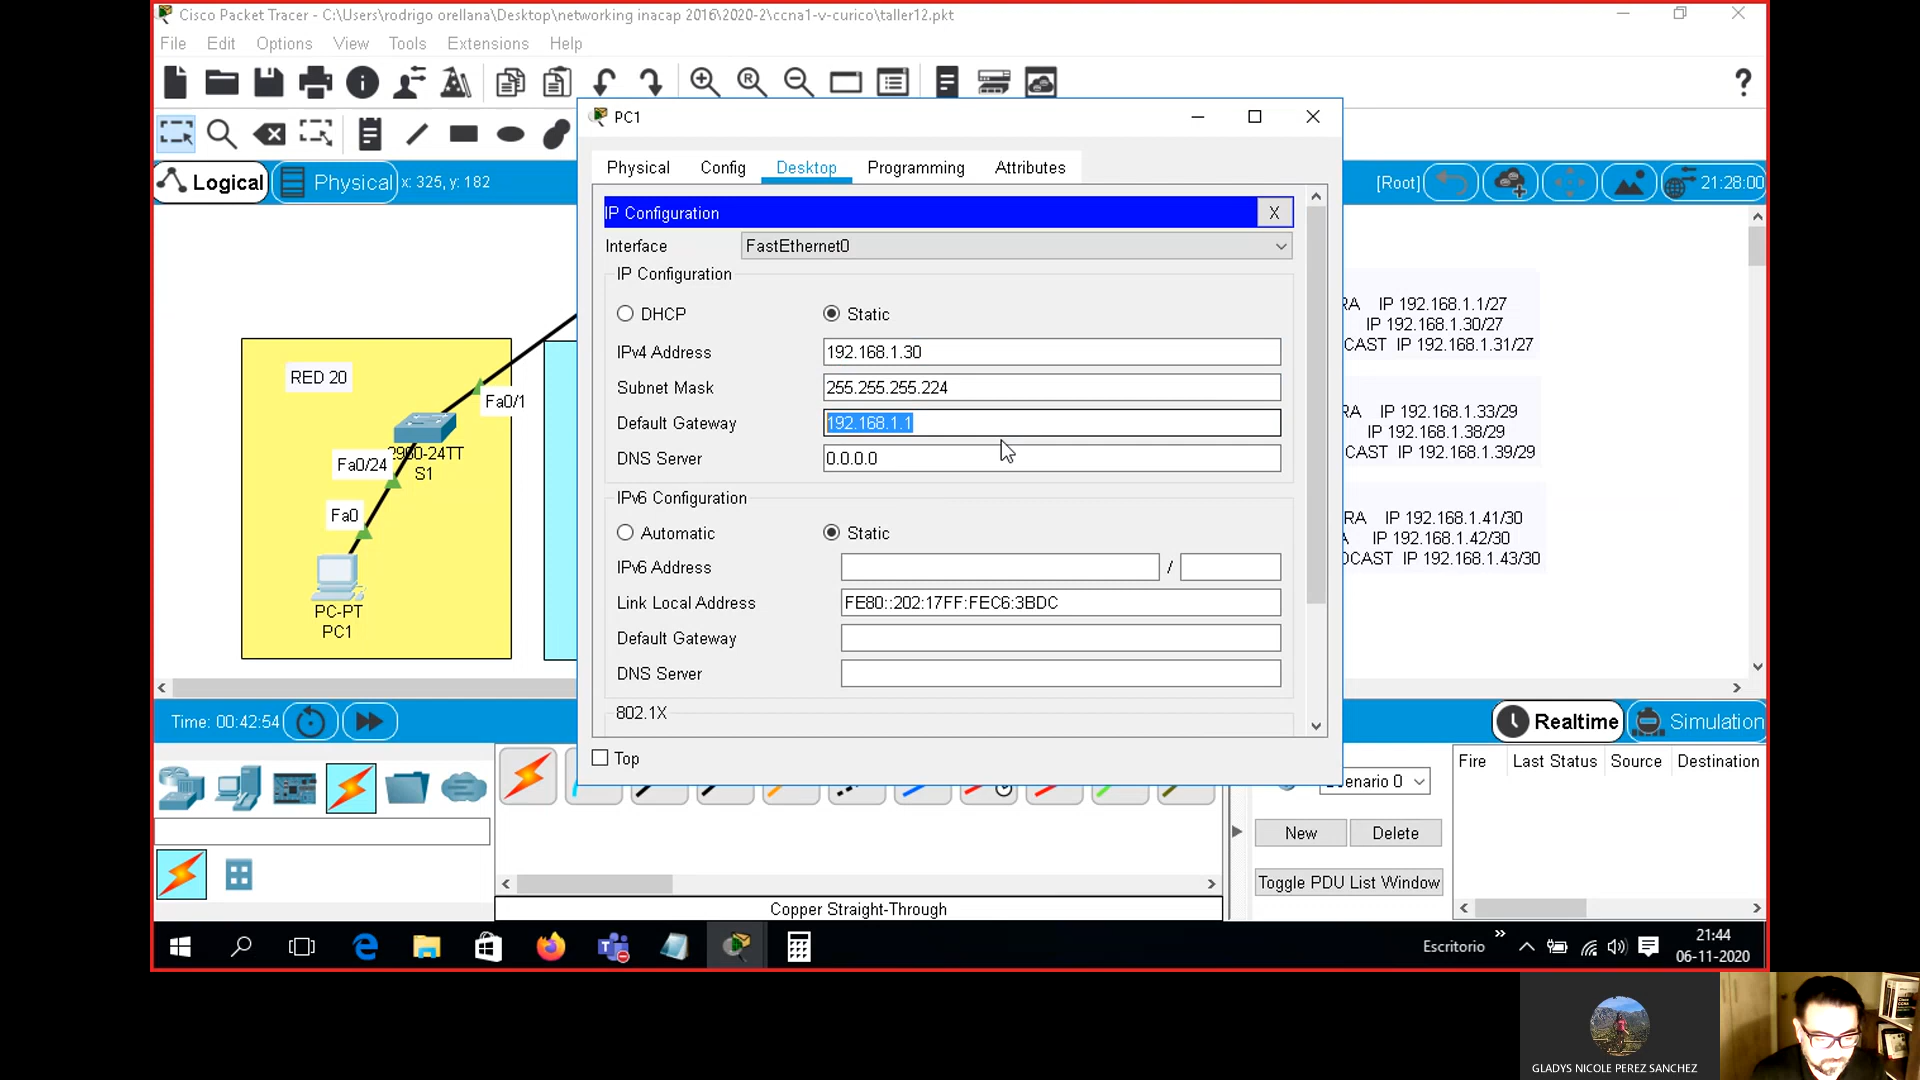 Cisco Packet Tracer - C:\Users\rodrigo orellana\Desktop\networking inacap 2016\2020-2\ccna1-v-curico\taller12.pkt
File Edit Options View Tools Extensions Help
PC1
Physical Config Desktop Programming Attributes
Logical Physical x: 325, y: 182
[Root] 21:28:00
IP Configuration X
Interface FastEthernet0
IP Configuration
DHCP Static
IPv4 Address 192.168.1.30
Subnet Mask 255.255.255.224
Default Gateway 192.168.1.1
DNS Server 0.0.0.0
IPv6 Configuration
Automatic Static
IPv6 Address /
Link Local Address FE80::202:17FF:FEC6:3BDC
Default Gateway
DNS Server
802.1X
Top
RED 20
Fa0/1
Fa0/24
2960-24TT
S1
Fa0
PC-PT
PC1
RA IP 192.168.1.1/27
IP 192.168.1.30/27
CAST IP 192.168.1.31/27
RA IP 192.168.1.33/29
IP 192.168.1.38/29
CAST IP 192.168.1.39/29
RA IP 192.168.1.41/30
A IP 192.168.1.42/30
DCAST IP 192.168.1.43/30
Time: 00:42:54
Realtime Simulation
enario 0
Fire Last Status Source Destination
New Delete
Toggle PDU List Window
Copper Straight-Through
Escritorio
21:44
06-11-2020
GLADYS NICOLE PEREZ SANCHEZ